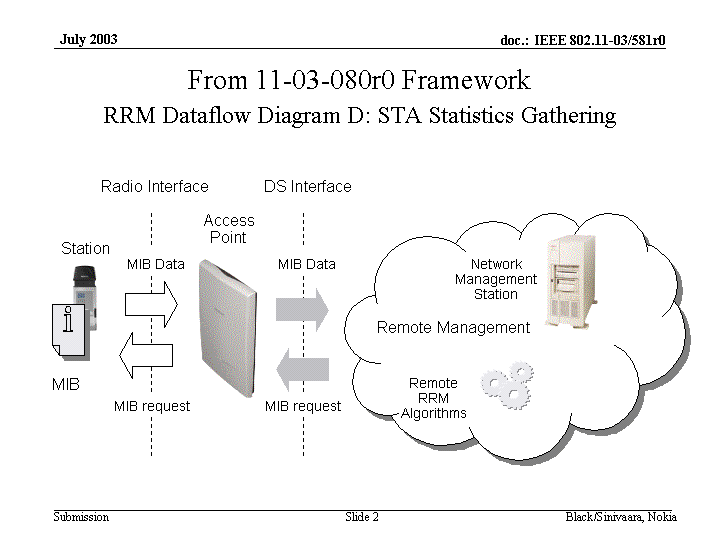 July 2003
doc.: IEEE 802.11-03/581r0
From 11-03-080r0 Framework
RRM Dataflow Diagram D: STA Statistics Gathering
Radio Interface
DS Interface
Access
Point
Station
MIB Data
MIB Data
Network
Management
Station
i
Remote Management
MIB
Remote
RRM
Algorithms
MIB request
MIB request
Submission
Slide 2
Black/Sinivaara, Nokia